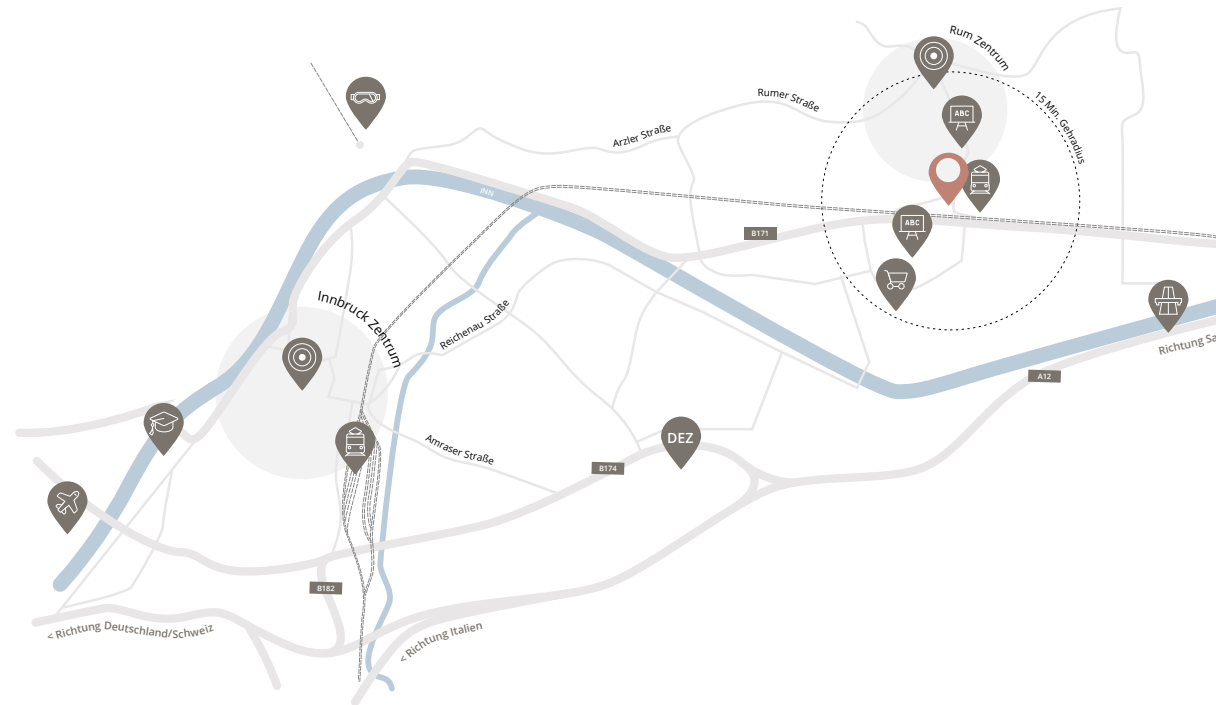 Rum Zentrum
Rumer Straße
15 Min. Gehradius
ABC
Arzler Straße
INN
ABC
B171
Innbruck Zentrum
Reichenau Straße
Richtung Sa
A12
DEZ
Amraser Straße
B174
B182
< Richtung Deutschland/Schweiz
< Richtung Italien